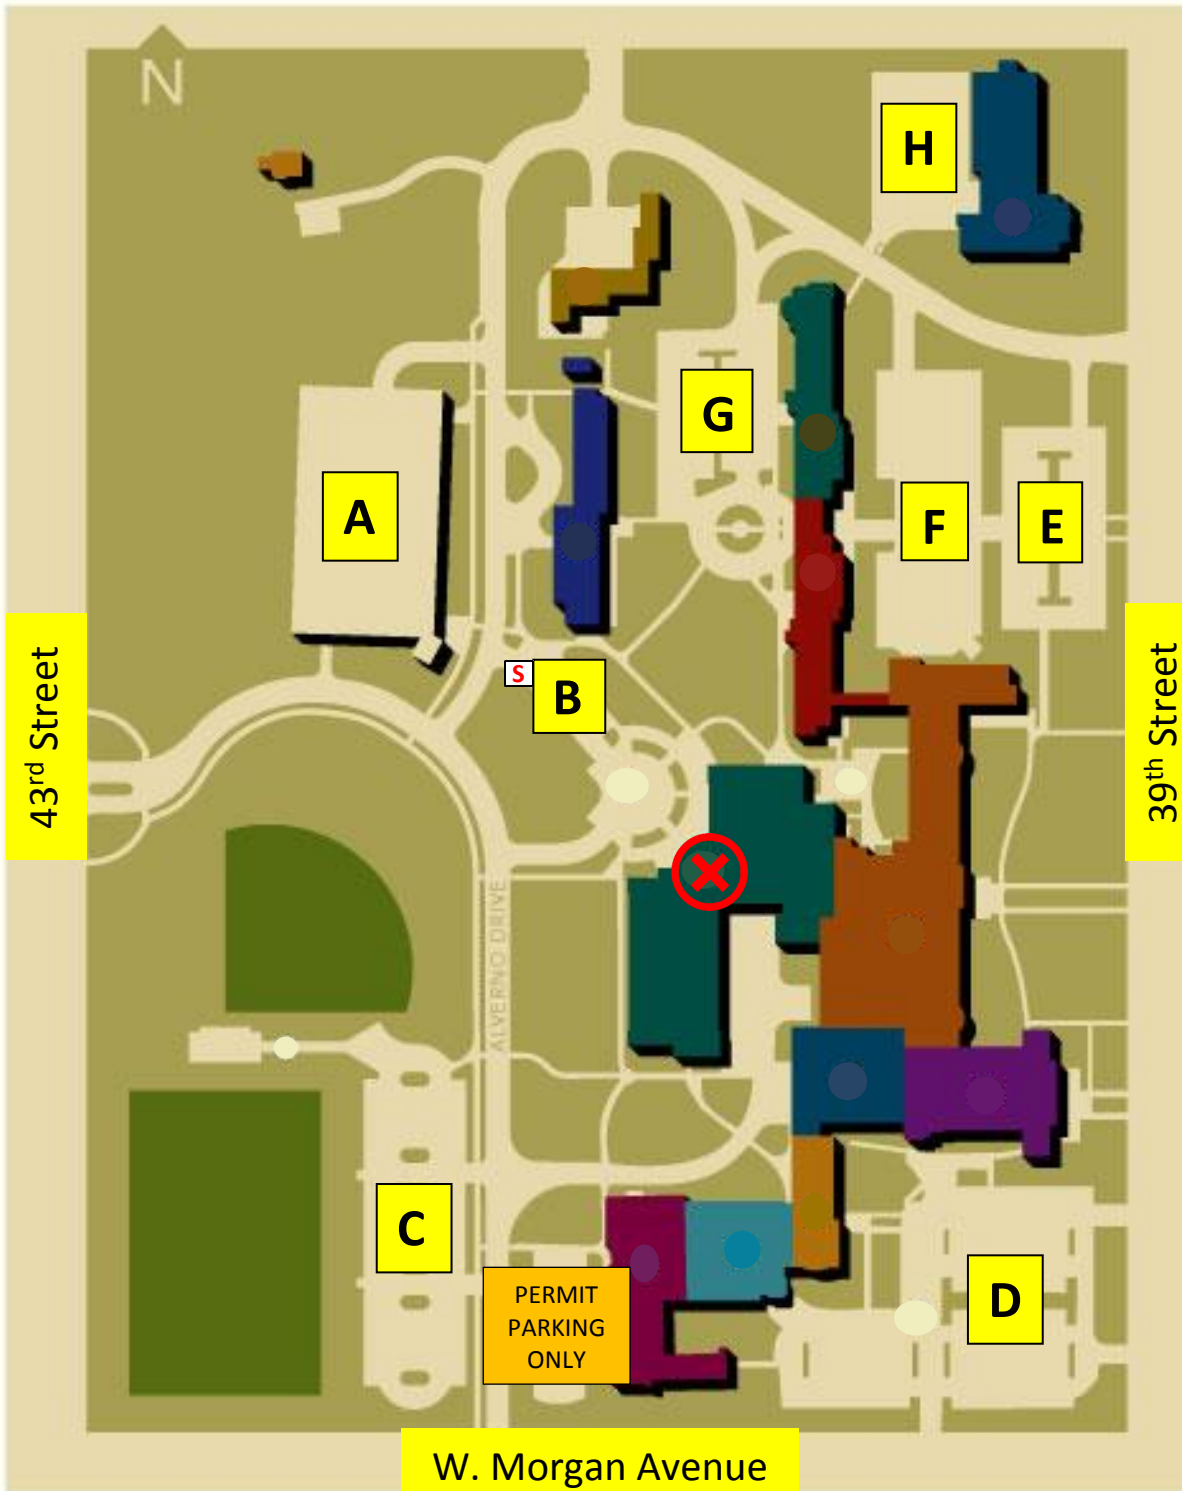 N
H
G
A
F
E
S
B
43rd Street
39th Street
ALVERNO DRIVE
C
PERMIT
PARKING
ONLY
D
W. Morgan Avenue